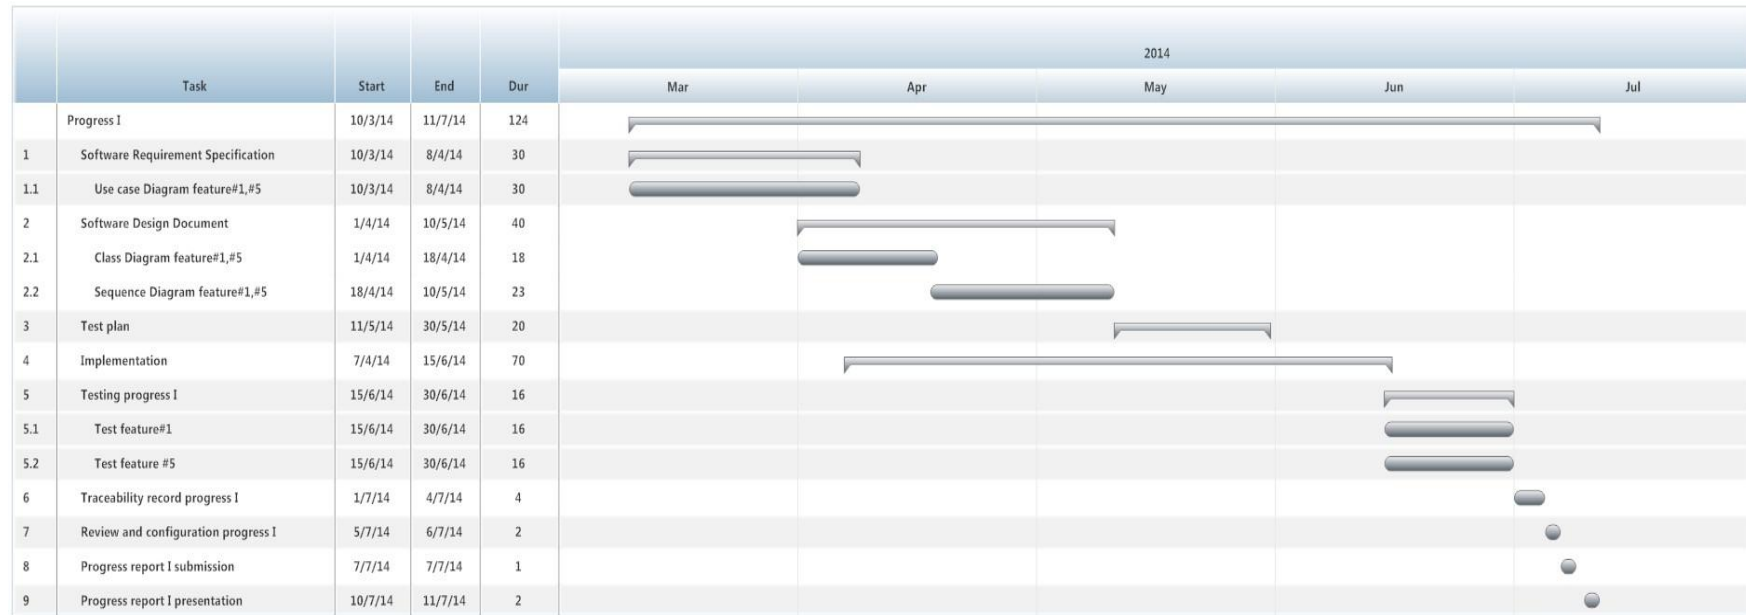 2014
Task Start End Dur Mar Apr May Jun Jul
Progress I 10/3/14 11/7/14 124
1 Software Requirement Specification 10/3/14 8/4/14 30
1.1 Use case Diagram feature#1,#5 10/3/14 8/4/14 30
2 Software Design Document 1/4/14 10/5/14 40
2.1 Class Diagram feature#1,#5 1/4/14 18/4/14 18
2.2 Sequence Diagram feature#1,#5 18/4/14 10/5/14 23
3 Test plan 11/5/14 30/5/14 20
4 Implementation 7/4/14 15/6/14 70
5 Testing progress I 15/6/14 30/6/14 16
5.1 Test feature#1 15/6/14 30/6/14 16
5.2 Test feature #5 15/6/14 30/6/14 16
6 Traceability record progress I 1/7/14 4/7/14 4
7 Review and configuration progress I 5/7/14 6/7/14 2
8 Progress report I submission 7/7/14 7/7/14 1
9 Progress report I presentation 10/7/14 11/7/14 2